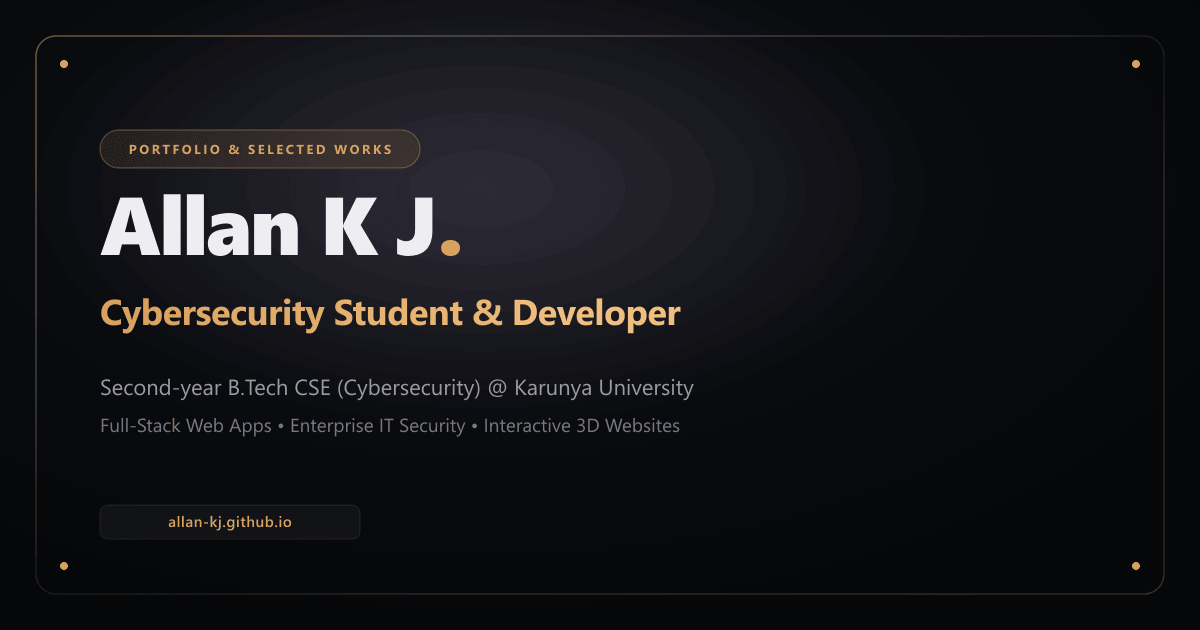 PORTFOLIO & SELECTED WORKS
Allan K J.
Cybersecurity Student & Developer
Second-year B.Tech CSE (Cybersecurity) @ Karunya University
Full-Stack Web Apps • Enterprise IT Security • Interactive 3D Websites
allan-kj.github.io